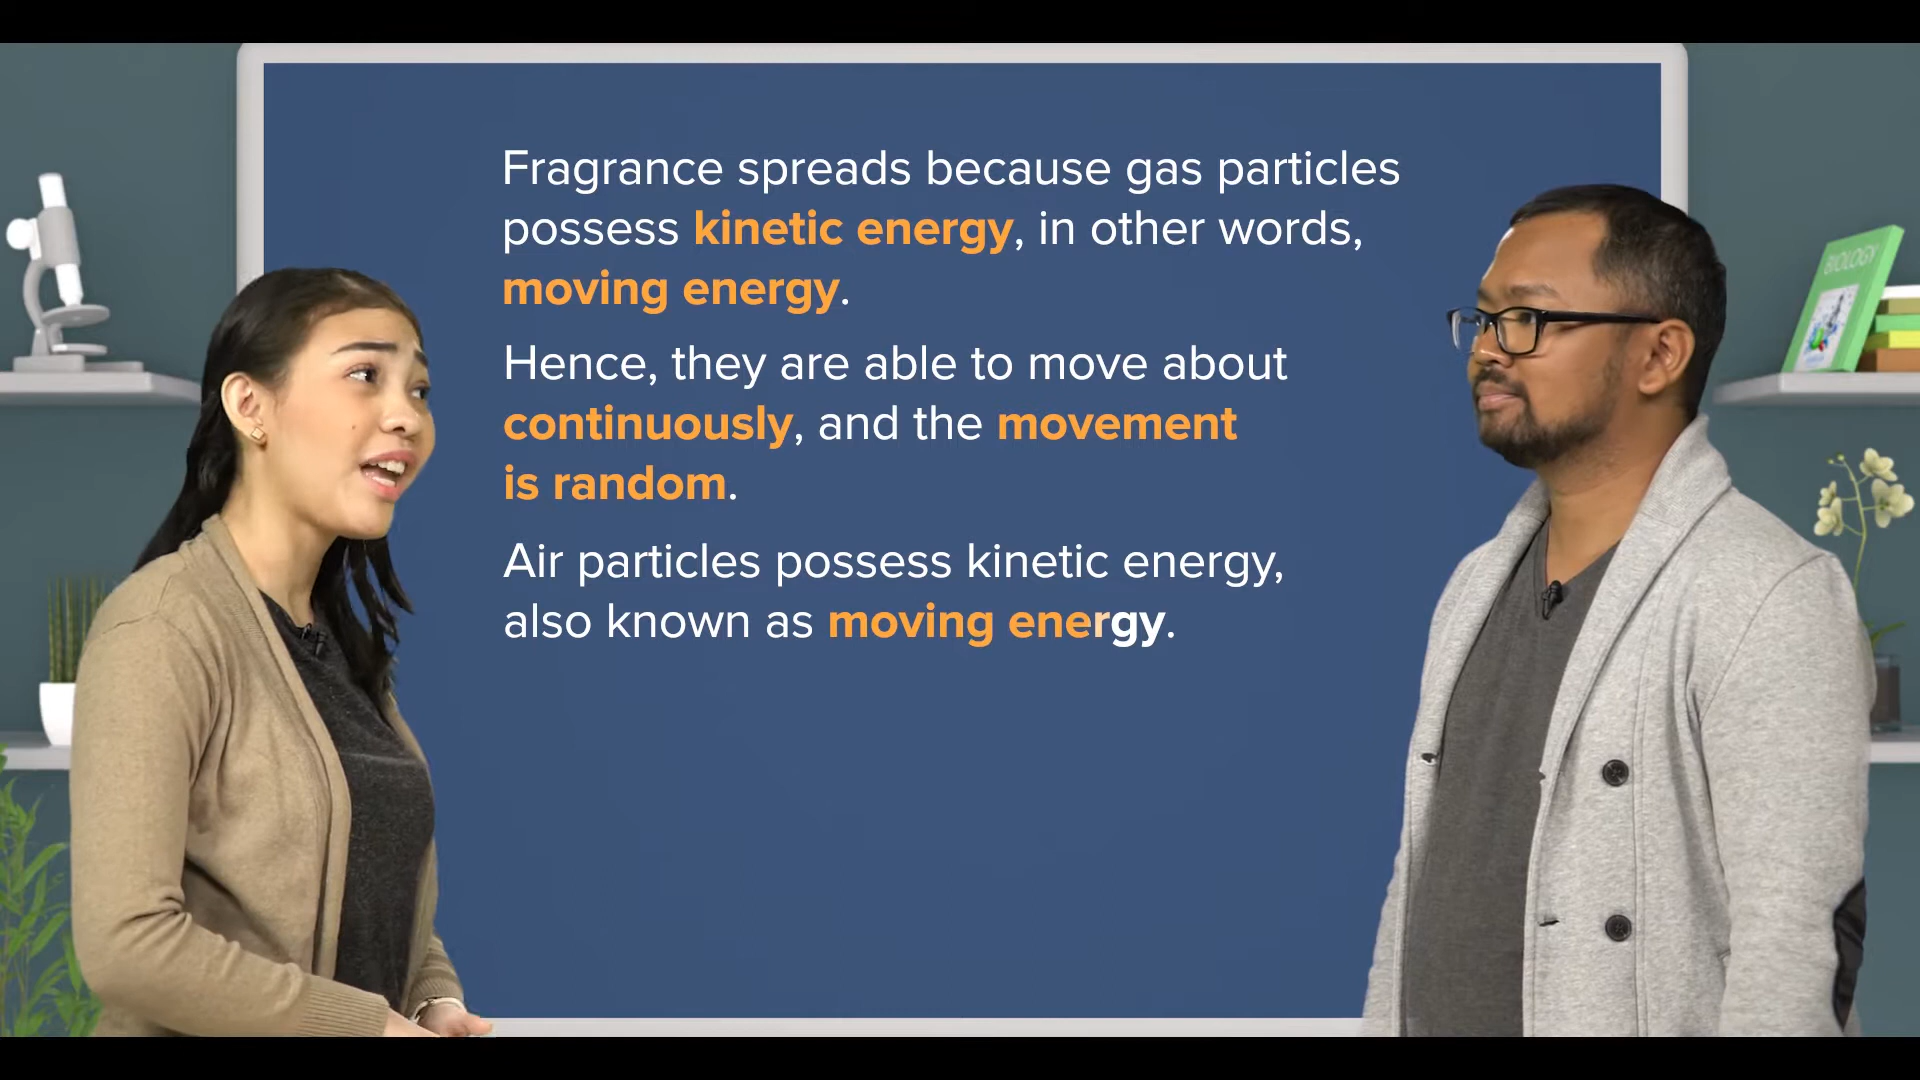 Fragrance spreads because gas particles
possess kinetic energy, in other words,
moving energy.
Hence, they are able to move about
continuously, and the movement
is random.
Air particles possess kinetic energy,
also known as moving energy.
BIOLOGY